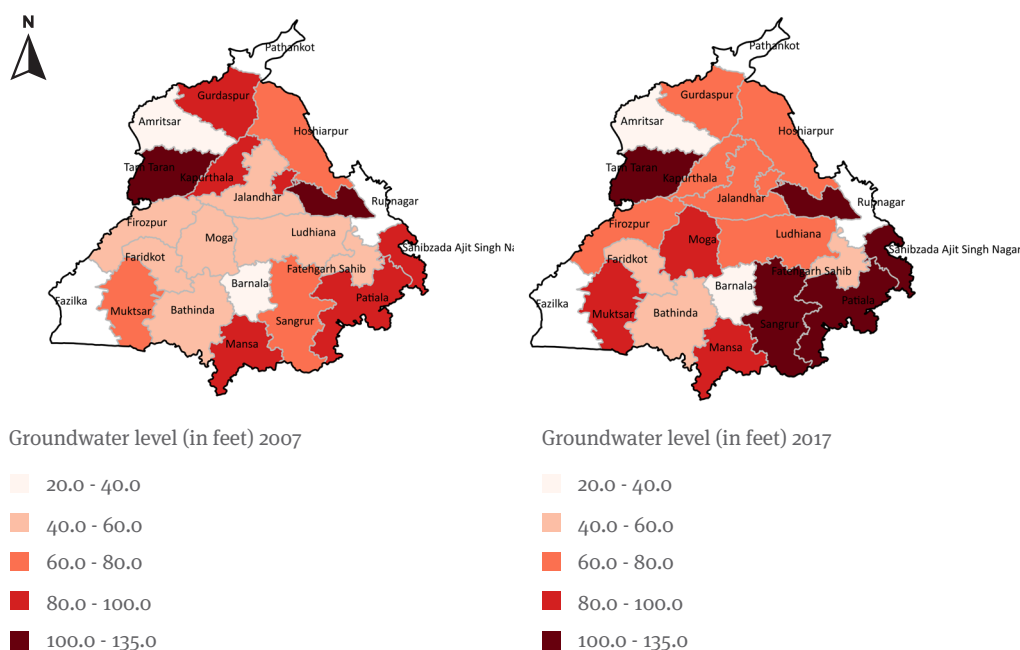 N
Pathankot
Gurdaspur
Amritsar
Hoshiarpur
Tarn Taran
Kapurthala
Jalandhar
Rupnagar
Firozpur
Moga
Ludhiana
Sahibzada Ajit Singh Na
Faridkot
Fatehgarh Sahib
Barnala
Fazilka
Muktsar
Bathinda
Patiala
Sangrur
Mansa
Pathankot
Gurdaspur
Amritsar
Hoshiarpur
Tarn Taran
Kapurthala
Jalandhar
Rupnagar
Firozpur
Moga
Ludhiana
Sahibzada Ajit Singh Nagar
Faridkot
Fatehgarh Sahib
Barnala
Fazilka
Muktsar
Bathinda
Patiala
Sangrur
Mansa
Groundwater level (in feet) 2007
20.0 - 40.0
40.0 - 60.0
60.0 - 80.0
80.0 - 100.0
100.0 - 135.0
Groundwater level (in feet) 2017
20.0 - 40.0
40.0 - 60.0
60.0 - 80.0
80.0 - 100.0
100.0 - 135.0